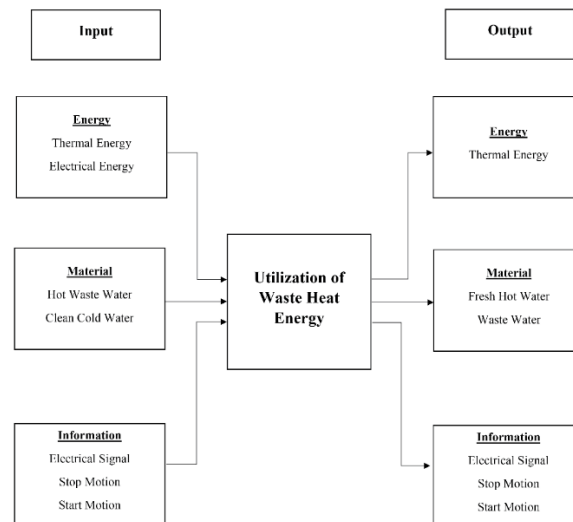 Input
Output
Energy
Thermal Energy
Electrical Energy
Energy
Thermal Energy
Utilization of
Waste Heat
Energy
Material
Hot Waste Water
Clean Cold Water
Material
Fresh Hot Water
Waste Water
Information
Electrical Signal
Stop Motion
Start Motion
Information
Electrical Signal
Stop Motion
Start Motion